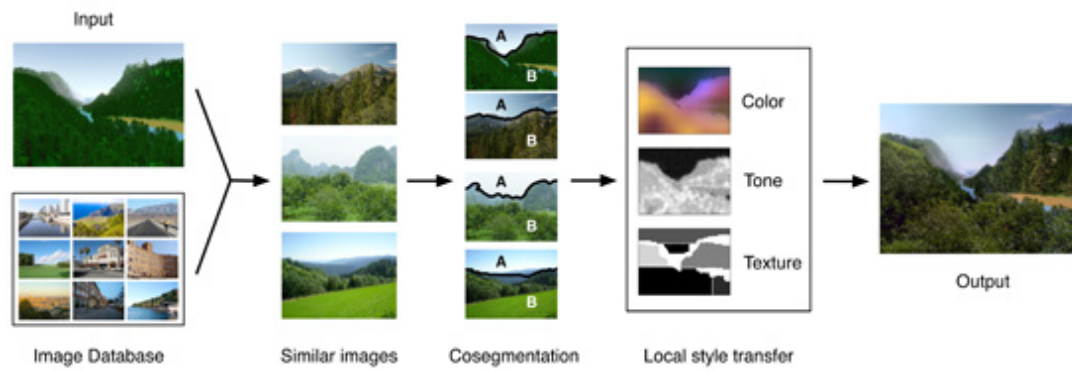 Input
Image Database
Similar images
A
B
A
B
A
B
A
B
Cosegmentation
Color
Tone
Texture
Local style transfer
Output